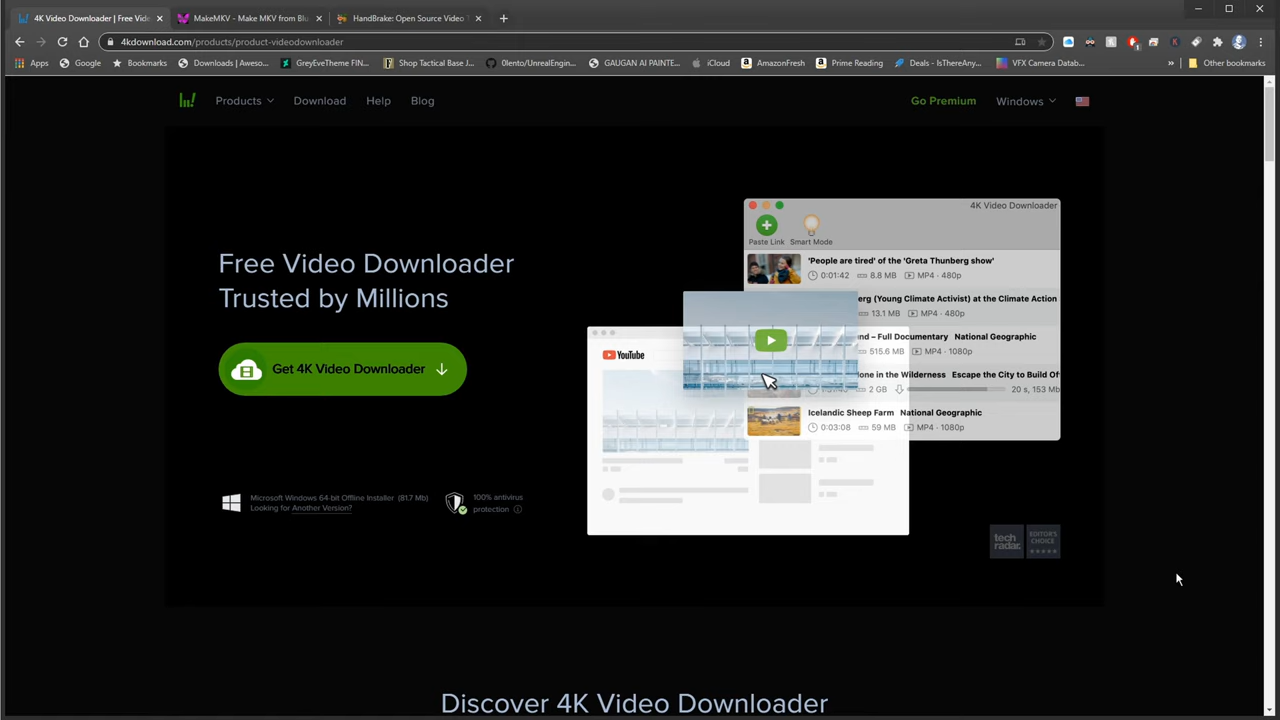 4K Video Downloader | Free Vide
MakeMKV - Make MKV from Blu
HandBrake: Open Source Video T
4kdownload.com/products/product-videodownloader
Apps
Google
Bookmarks
Downloads | Aweso...
GreyEveTheme FIN...
Shop Tactical Base J...
0lento/UnrealEngin...
GAUGAN AI PAINTE...
iCloud
AmazonFresh
Prime Reading
Deals - IsThereAny...
VFX Camera Datab...
»
Other bookmarks
Products
Download
Help
Blog
Go Premium
Windows
Free Video Downloader
Trusted by Millions
Get 4K Video Downloader
Microsoft Windows 64-bit Offline Installer (81.7 Mb)
Looking for Another Version?
100% antivirus
protection
4K Video Downloader
Paste Link
Smart Mode
'People are tired' of the 'Greta Thunberg show'
0:01:42 8.8 MB MP4 · 480p
erg (Young Climate Activist) at the Climate Action
13.1 MB MP4 · 480p
nd – Full Documentary National Geographic
515.6 MB MP4 · 1080p
one in the Wilderness Escape the City to Build Of
2 GB 20 s, 153 Mb
Icelandic Sheep Farm National Geographic
0:03:08 59 MB MP4 · 1080p
YouTube
tech
radar.
EDITOR'S
CHOICE
Discover 4K Video Downloader